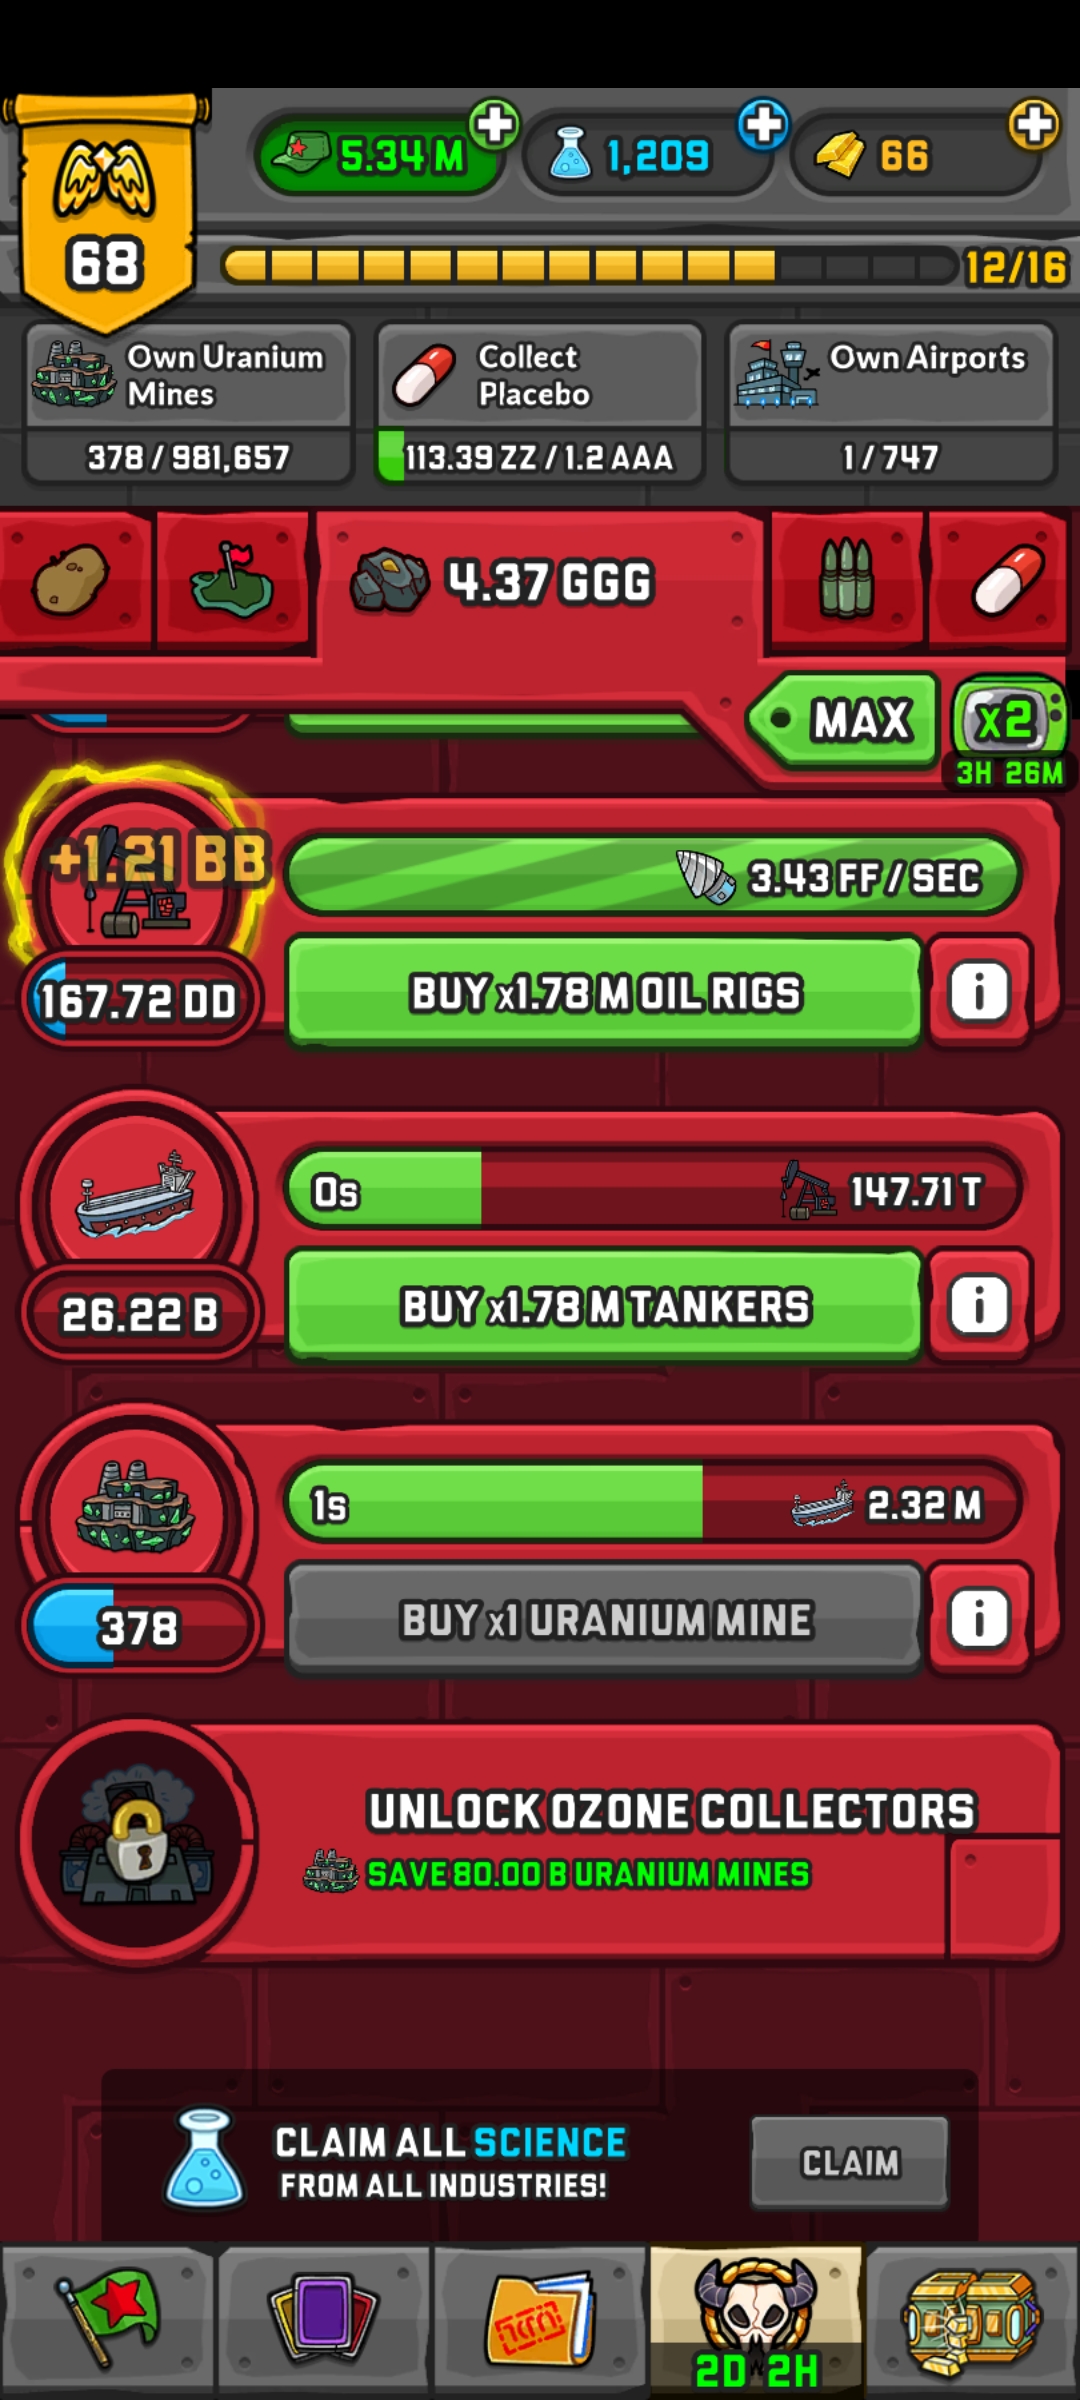 5.34 M
1,209
66
68
12/16
Own Uranium
Mines
378 / 981,657
Collect
Placebo
113.39 ZZ / 1.2 AAA
Own Airports
1 / 747
4.37 GGG
MAX
x2
3H 26M
+1.21 BB
3.43 FF / SEC
167.72 DD
BUY x1.78 M OIL RIGS
i
0s
147.71 T
26.22 B
BUY x1.78 M TANKERS
i
1s
2.32 M
378
BUY x1 URANIUM MINE
i
UNLOCK OZONE COLLECTORS
SAVE 80.00 B URANIUM MINES
CLAIM ALL SCIENCE
FROM ALL INDUSTRIES!
CLAIM
2D 2H